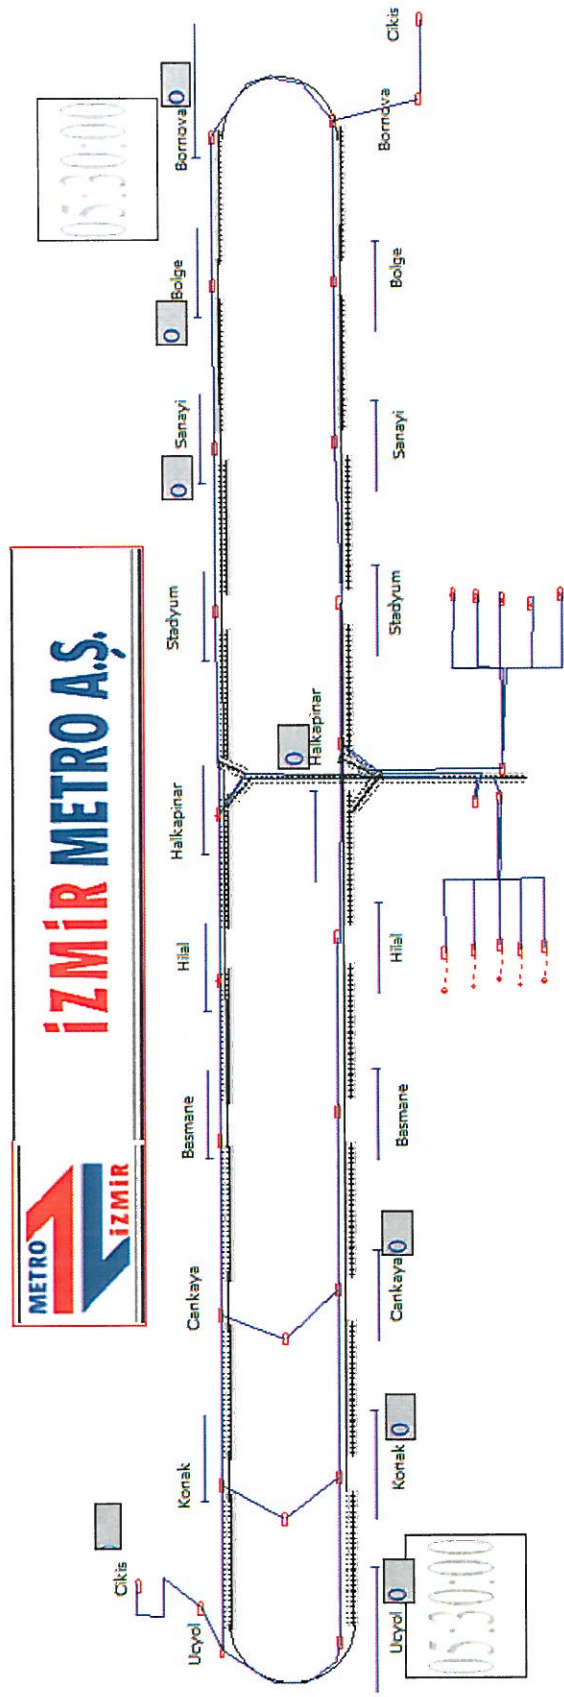 METRO
İZMİR
İZMİR METRO A.Ş.
05:30:00
Cikis
Ucyol
Konak
Cankaya
Basmane
Hilal
Halkapinar
Stadyum
Sanayi
0
Bolge
0
Bornova
0
Halkapinar
0
Ucyol
0
Konak
0
Cankaya
0
Basmane
Hilal
Stadyum
Sanayi
Bolge
Bornova
Cikis
05:30:00